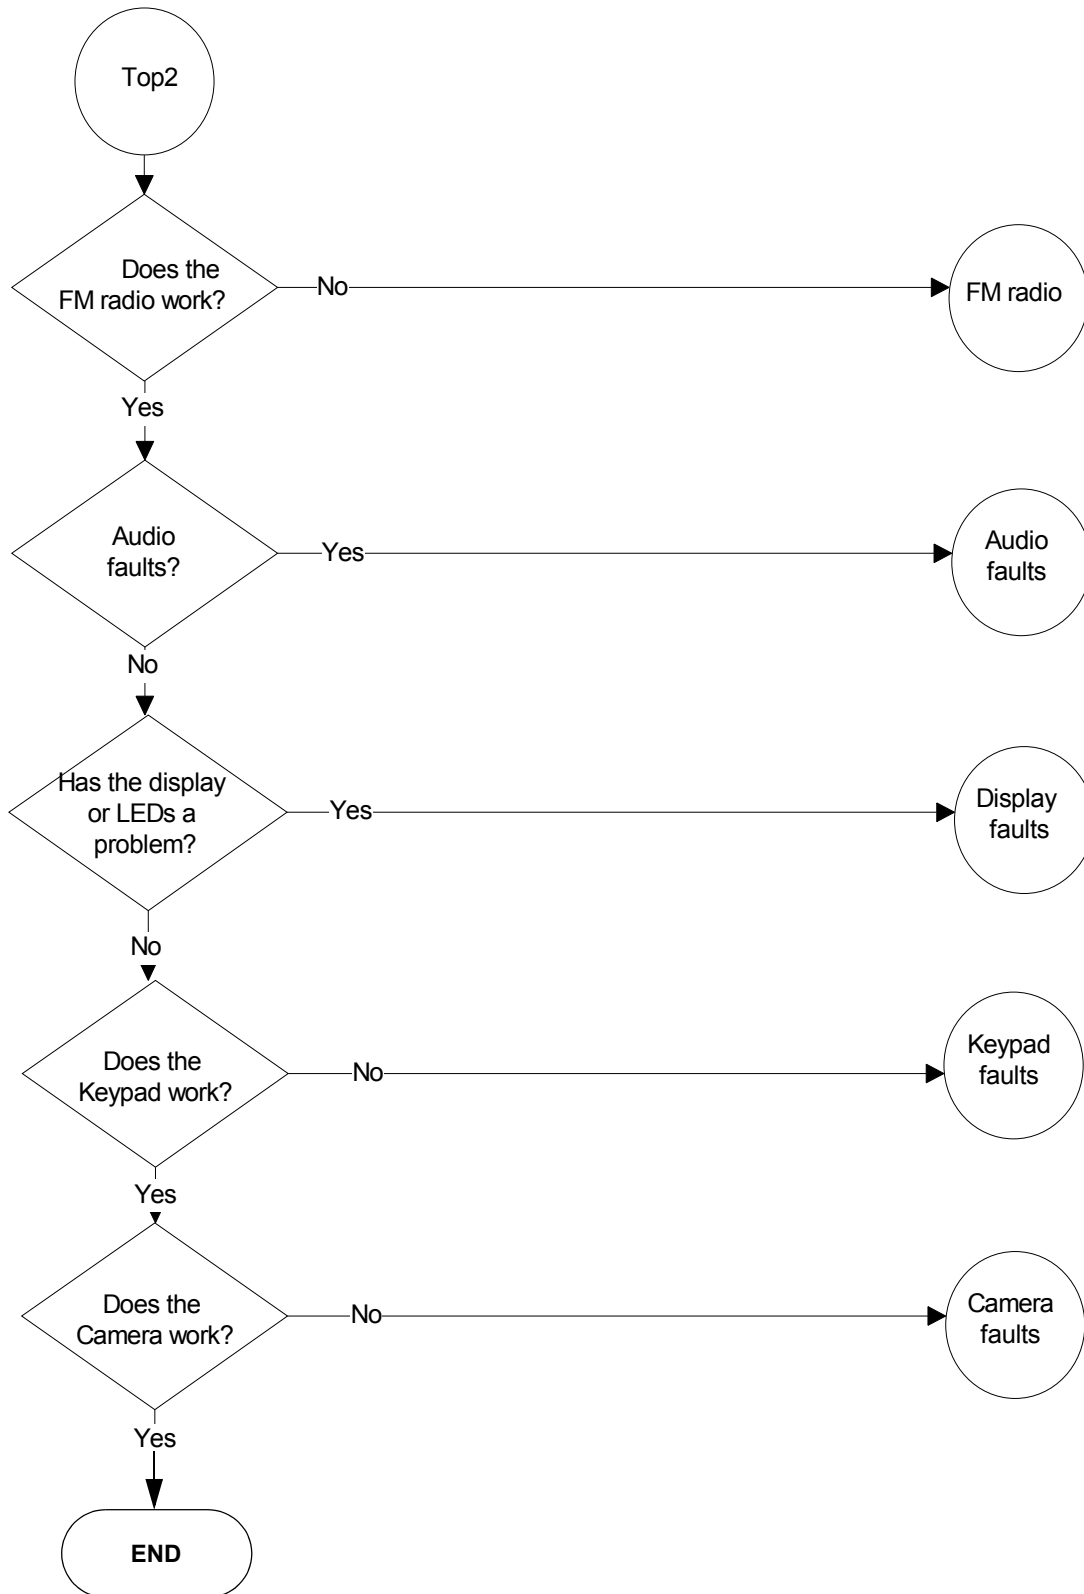 Top2
Does the
FM radio work?
No
FM radio
Yes
Audio
faults?
Yes
Audio
faults
No
Has the display
or LEDs a
problem?
Yes
Display
faults
No
Does the
Keypad work?
No
Keypad
faults
Yes
Does the
Camera work?
No
Camera
faults
Yes
END